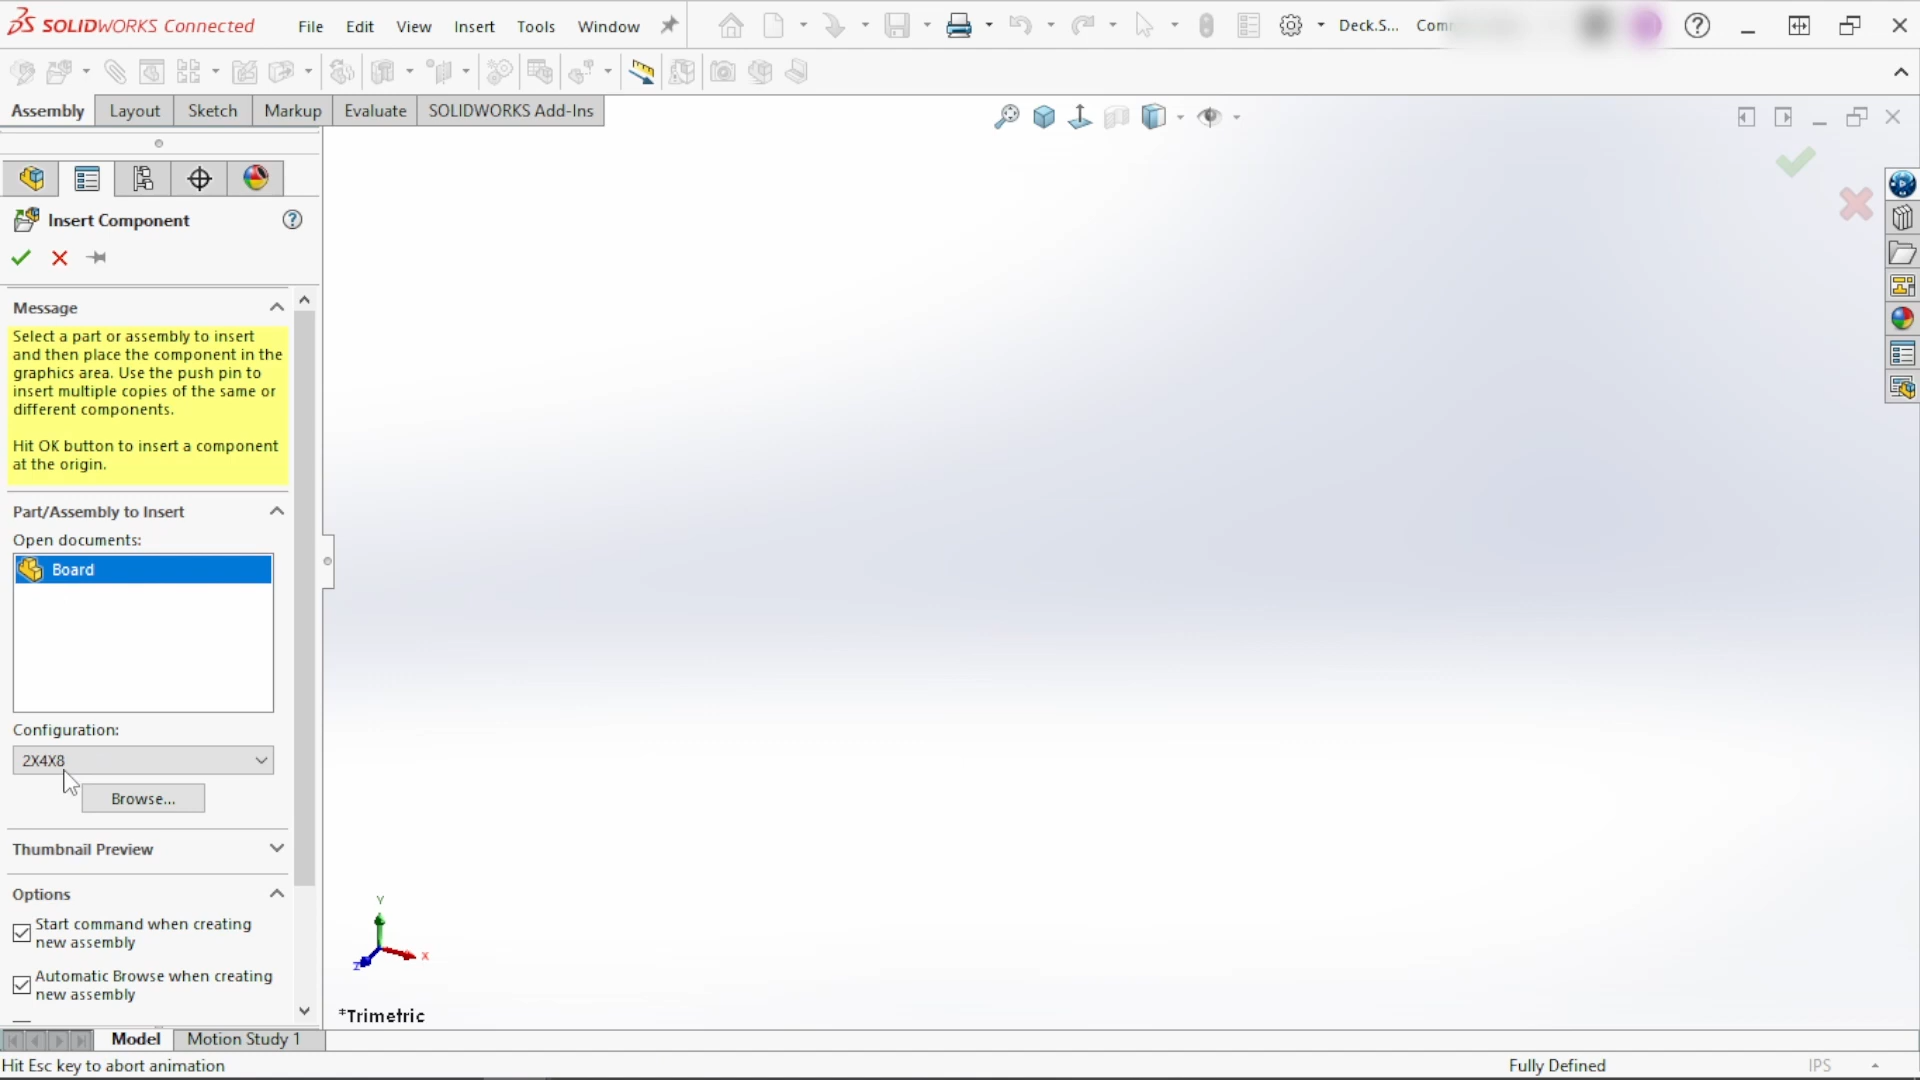 SOLIDWORKS Connected
File Edit View Insert Tools Window
Deck.S... Com
Assembly Layout Sketch Markup Evaluate SOLIDWORKS Add-Ins
Insert Component
Message
Select a part or assembly to insert
and then place the component in the
graphics area. Use the push pin to
insert multiple copies of the same or
different components.
Hit OK button to insert a component
at the origin.
Part/Assembly to Insert
Open documents:
Board
Configuration:
2X4X8
Browse...
Thumbnail Preview
Options
Start command when creating
new assembly
Automatic Browse when creating
new assembly
Y
X
Z
*Trimetric
Model Motion Study 1
Hit Esc key to abort animation
Fully Defined
IPS